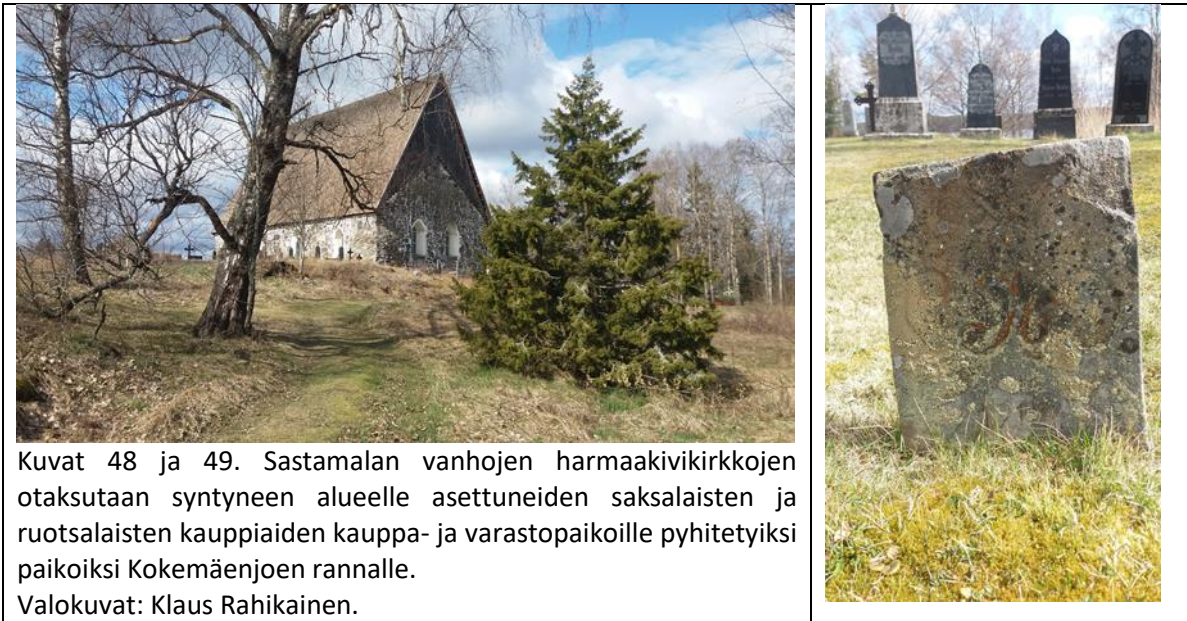 Kuvat 48 ja 49. Sastamalan vanhojen harmaakivikirkkojen
otaksutaan syntyneen alueelle asettuneiden saksalaisten ja
ruotsalaisten kauppiaiden kauppa- ja varastopaikoille pyhitetyiksi
paikoiksi Kokemäenjoen rannalle.
Valokuvat: Klaus Rahikainen.